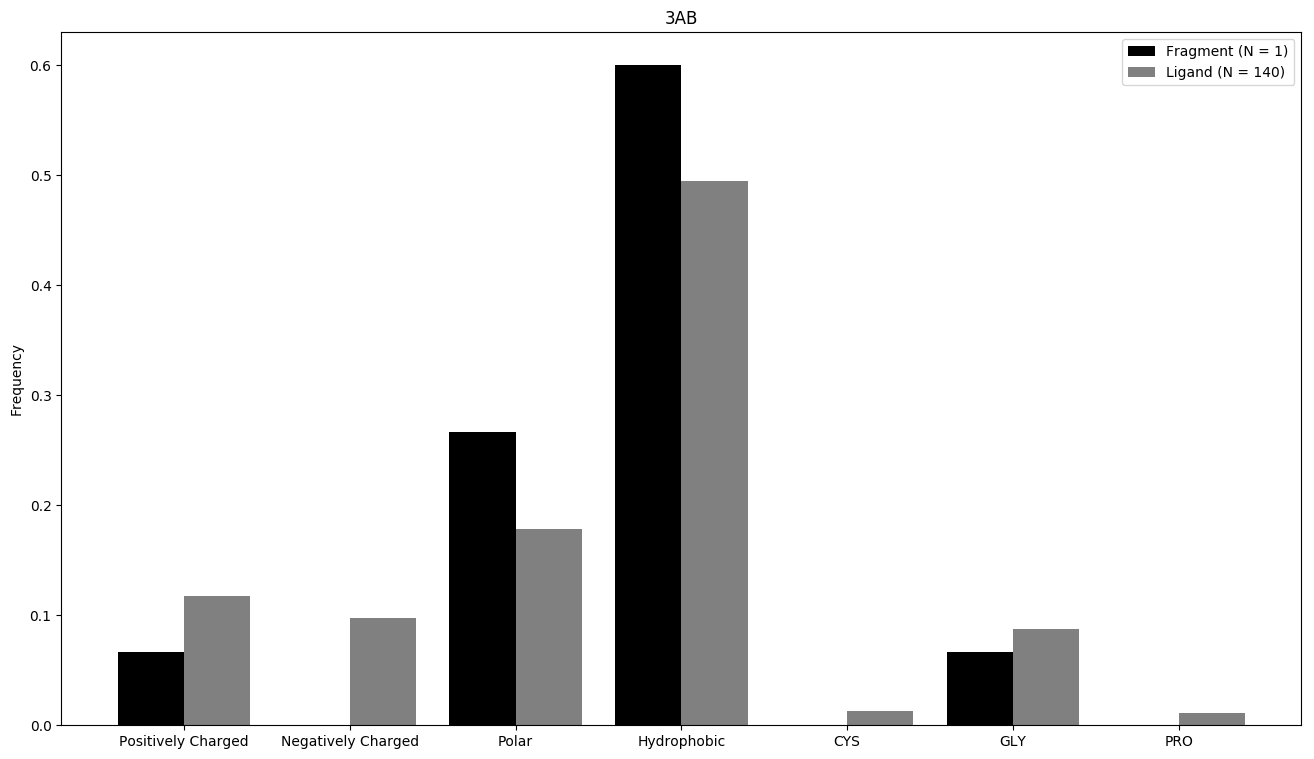 3AB
Fragment (N = 1)
Ligand (N = 140)
Frequency
0.6
0.5
0.4
0.3
0.2
0.1
0.0
Positively Charged Negatively Charged Polar Hydrophobic CYS GLY PRO